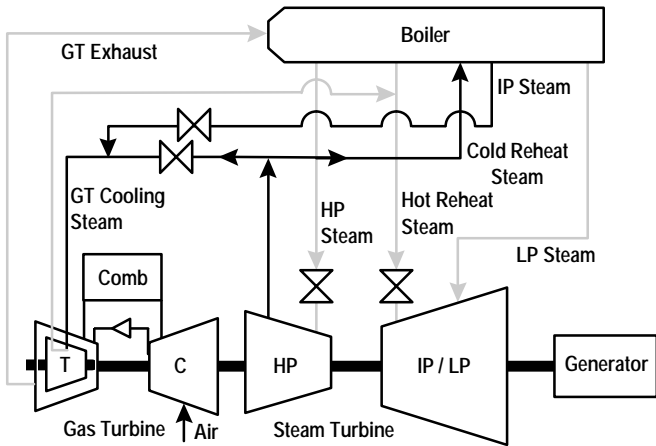 Boiler
GT Exhaust
IP Steam
Cold Reheat
Steam
GT Cooling
Steam
HP
Steam
Hot Reheat
Steam
LP Steam
Comb
T
C
HP
IP / LP
Generator
Gas Turbine
Air
Steam Turbine